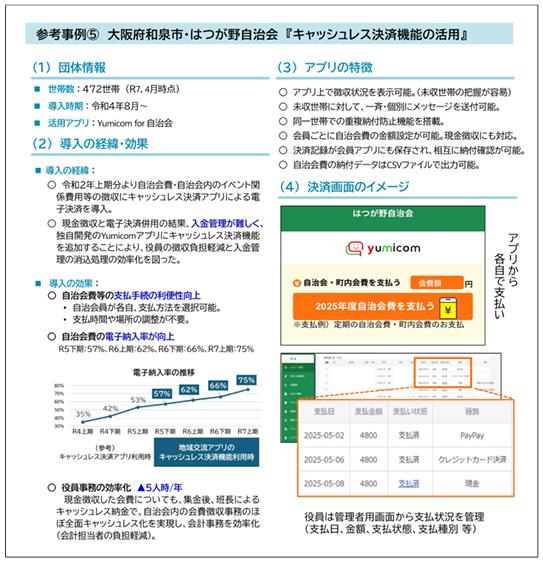 参考事例⑤ 大阪府和泉市・はつが野自治会 『キャッシュレス決済機能の活用』
（1）団体情報
■ 世帯数：472世帯（R7, 4月時点）
■ 導入時期：令和4年8月～
■ 活用アプリ：Yumicom for 自治会
（2）導入の経緯・効果
■ 導入の経緯：
○ 令和2年上期分より自治会費・自治会内のイベント関
係費用等の徴収にキャッシュレス決済アプリによる電
子決済を導入。
○ 現金徴収と電子決済併用の結果、入金管理が難しく、
独自開発のYumicomアプリにキャッシュレス決済機能
を追加することにより、役員の徴収負担軽減と入金管
理の消込処理の効率化を図った。
■ 導入の効果：
○ 自治会費等の支払手続の利便性向上
・ 自治会員が各自、支払方法を選択可能。
・ 支払時間や場所の調整が不要。
○ 自治会費の電子納入率が向上
R5下期：57%、R6上期：62%、R6下期：66%、R7上期：75%
電子納入率の推移
80%
70%
60%
50%
40%
30%
35%
42%
53%
57%
62%
66%
75%
R4上期 R4下期 R5上期 R5下期 R6上期 R6下期 R7上期
（参考）
キャッシュレス決済アプリ利用時
地域交流アプリの
キャッシュレス決済機能利用時
○ 役員事務の効率化 ▲5人時/年
現金徴収した会費についても、集金後、班長による
キャッシュレス納金で、自治会内の会費徴収事務のほ
ぼ全面キャッシュレス化を実現し、会計事務を効率化
（会計担当者の負担軽減）。
（3）アプリの特徴
○ アプリ上で徴収状況を表示可能。（未収世帯の把握が容易）
○ 未収世帯に対して、一斉・個別にメッセージを送付可能。
○ 同一世帯での重複納付防止機能を搭載。
○ 会員ごとに自治会費の金額設定が可能。現金徴収にも対応。
○ 決済記録が会員アプリにも保存され、相互に納付確認が可能。
○ 自治会費の納付データはCSVファイルで出力可能。
（4）決済画面のイメージ
はつが野自治会
yumicom
自治会・町内会費を支払う 会費額 円
2025年度自治会費を支払う
※支払例）定期の自治会費・町内会費のお支払
アプリから
各自で支払い
支払日 支払金額 支払い状態 種別
2025-05-02 4800 支払済 PayPay
2025-05-06 4800 支払済 クレジットカード決済
2025-05-08 4800 支払済 現金
役員は管理者用画面から支払状況を管理
（支払日、金額、支払状態、支払種別 等）